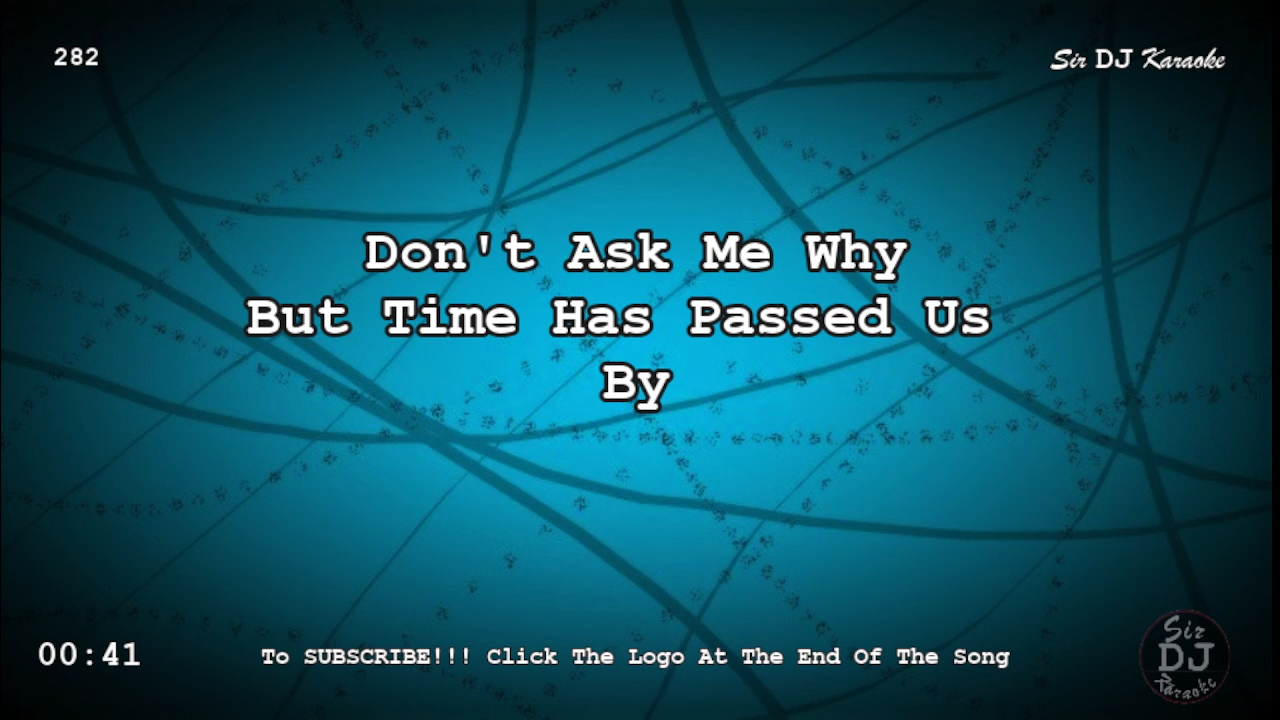 282
Sir DJ Karaoke
Don't Ask Me Why
But Time Has Passed Us
By
00:41
To SUBSCRIBE!!! Click The Logo At The End Of The Song
Sir
DJ
Karaoke